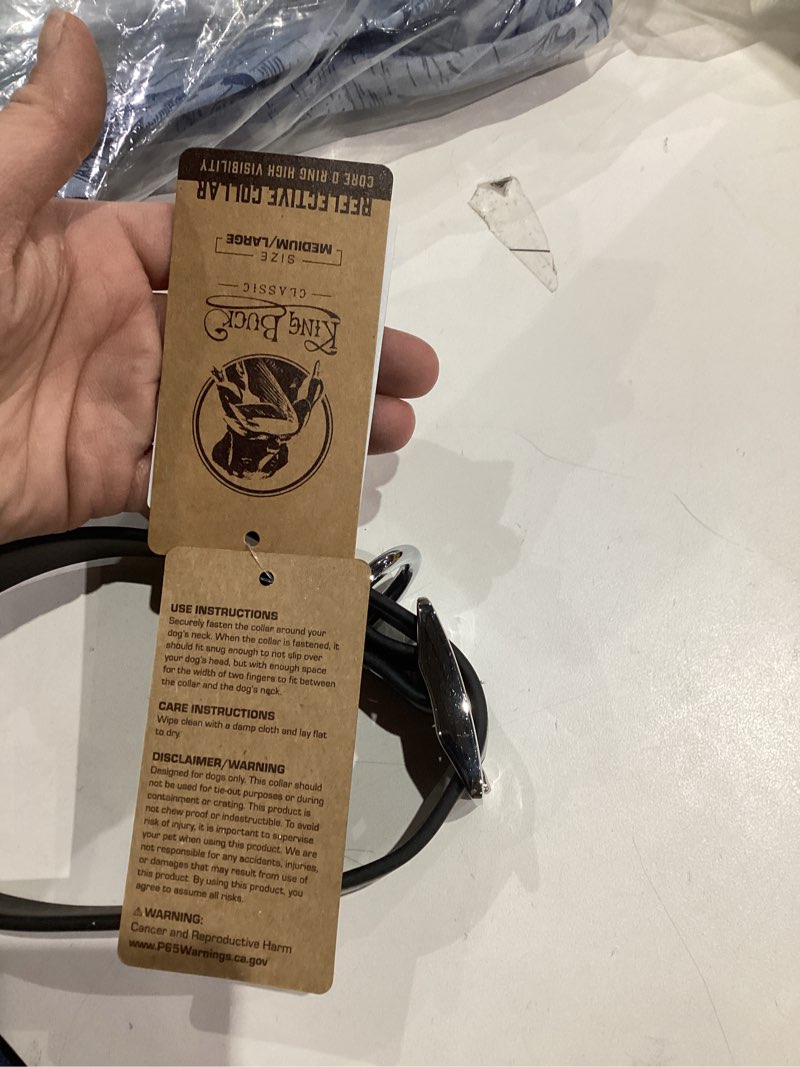 KING BUCK
— CLASSIC —
SIZE
MEDIUM/LARGE
REFLECTIVE COLLAR
CORE D RING HIGH VISIBILITY
USE INSTRUCTIONS
Securely fasten the collar around your
dog's neck. When the collar is fastened, it
should fit snug enough to not slip over
your dog's head, but with enough space
for the width of two fingers to fit between
the collar and the dog's neck.
CARE INSTRUCTIONS
Wipe clean with a damp cloth and lay flat
to dry.
DISCLAIMER/WARNING
Designed for dogs only. This collar should
not be used for tie-out purposes or during
containment or crating. This product is
not chew proof or indestructible. To avoid
risk of injury, it is important to supervise
your pet when using this product. We are
not responsible for any accidents, injuries,
or damages that may result from use of
this product. By using this product, you
agree to assume all risks.
⚠ WARNING:
Cancer and Reproductive Harm
www.P65Warnings.ca.gov